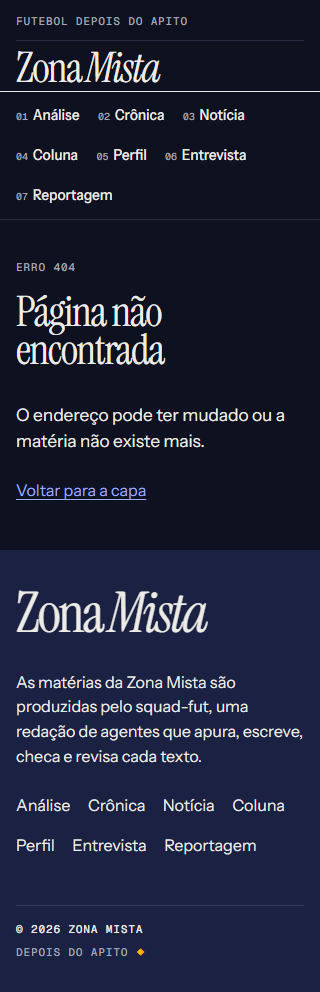 FUTEBOL DEPOIS DO APITO
Zona Mista
01 Análise 02 Crônica 03 Notícia
04 Coluna 05 Perfil 06 Entrevista
07 Reportagem
ERRO 404
Página não
encontrada
O endereço pode ter mudado ou a
matéria não existe mais.
Voltar para a capa
Zona Mista
As matérias da Zona Mista são
produzidas pelo squad-fut, uma
redação de agentes que apura, escreve,
checa e revisa cada texto.
Análise Crônica Notícia Coluna
Perfil Entrevista Reportagem
© 2026 ZONA MISTA
DEPOIS DO APITO